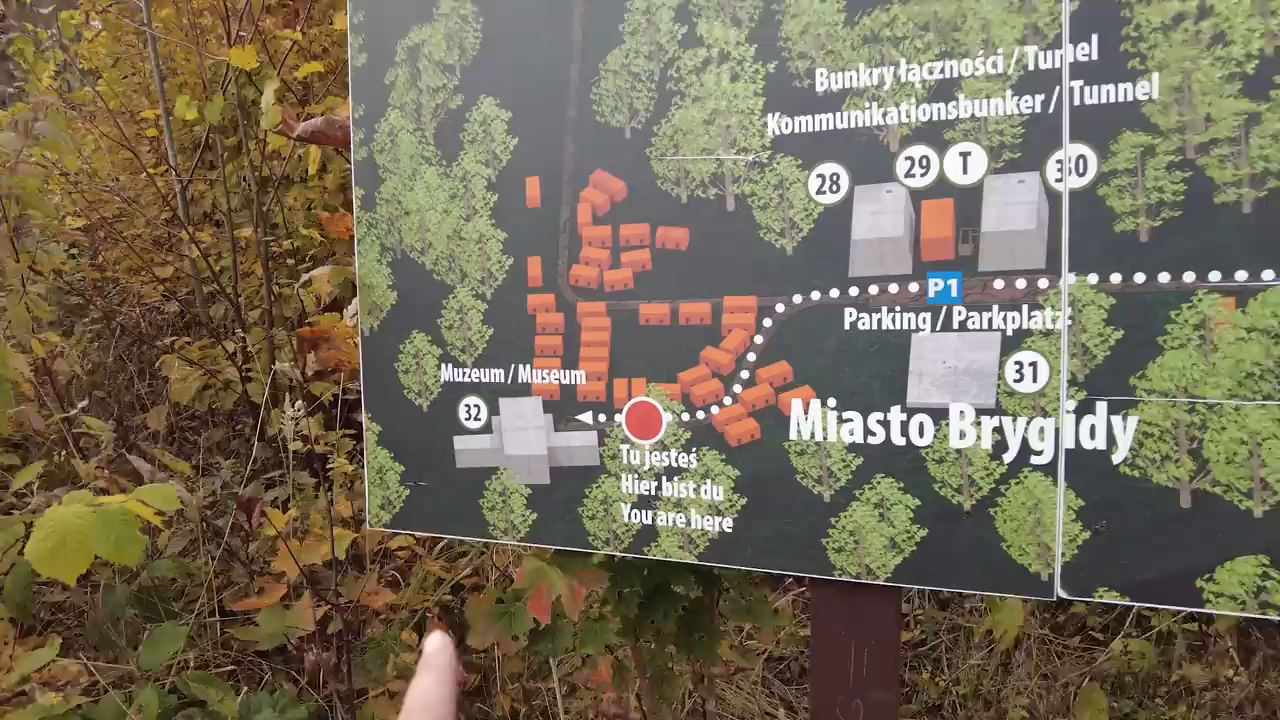 Bunkry łączności / Tunel
Kommunikationsbunker / Tunnel
28
29
T
30
P1
Parking / Parkplatz
31
Muzeum / Museum
32
Miasto Brygidy
Tu jesteś
Hier bist du
You are here